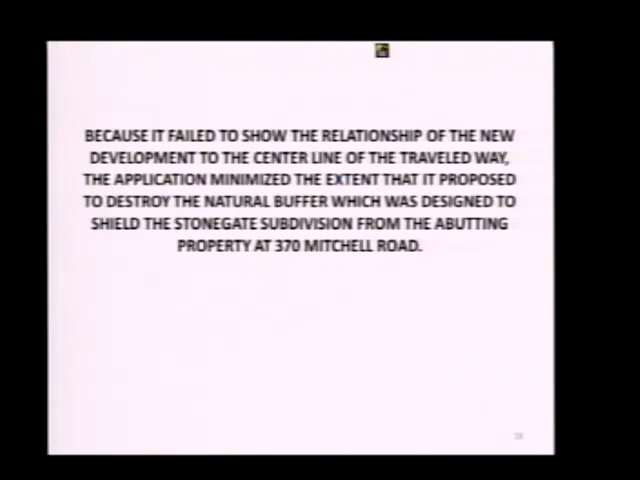 BECAUSE IT FAILED TO SHOW THE RELATIONSHIP OF THE NEW
DEVELOPMENT TO THE CENTER LINE OF THE TRAVELED WAY,
THE APPLICATION MINIMIZED THE EXTENT THAT IT PROPOSED
TO DESTROY THE NATURAL BUFFER WHICH WAS DESIGNED TO
SHIELD THE STONEGATE SUBDIVISION FROM THE ABUTTING
PROPERTY AT 370 MITCHELL ROAD.